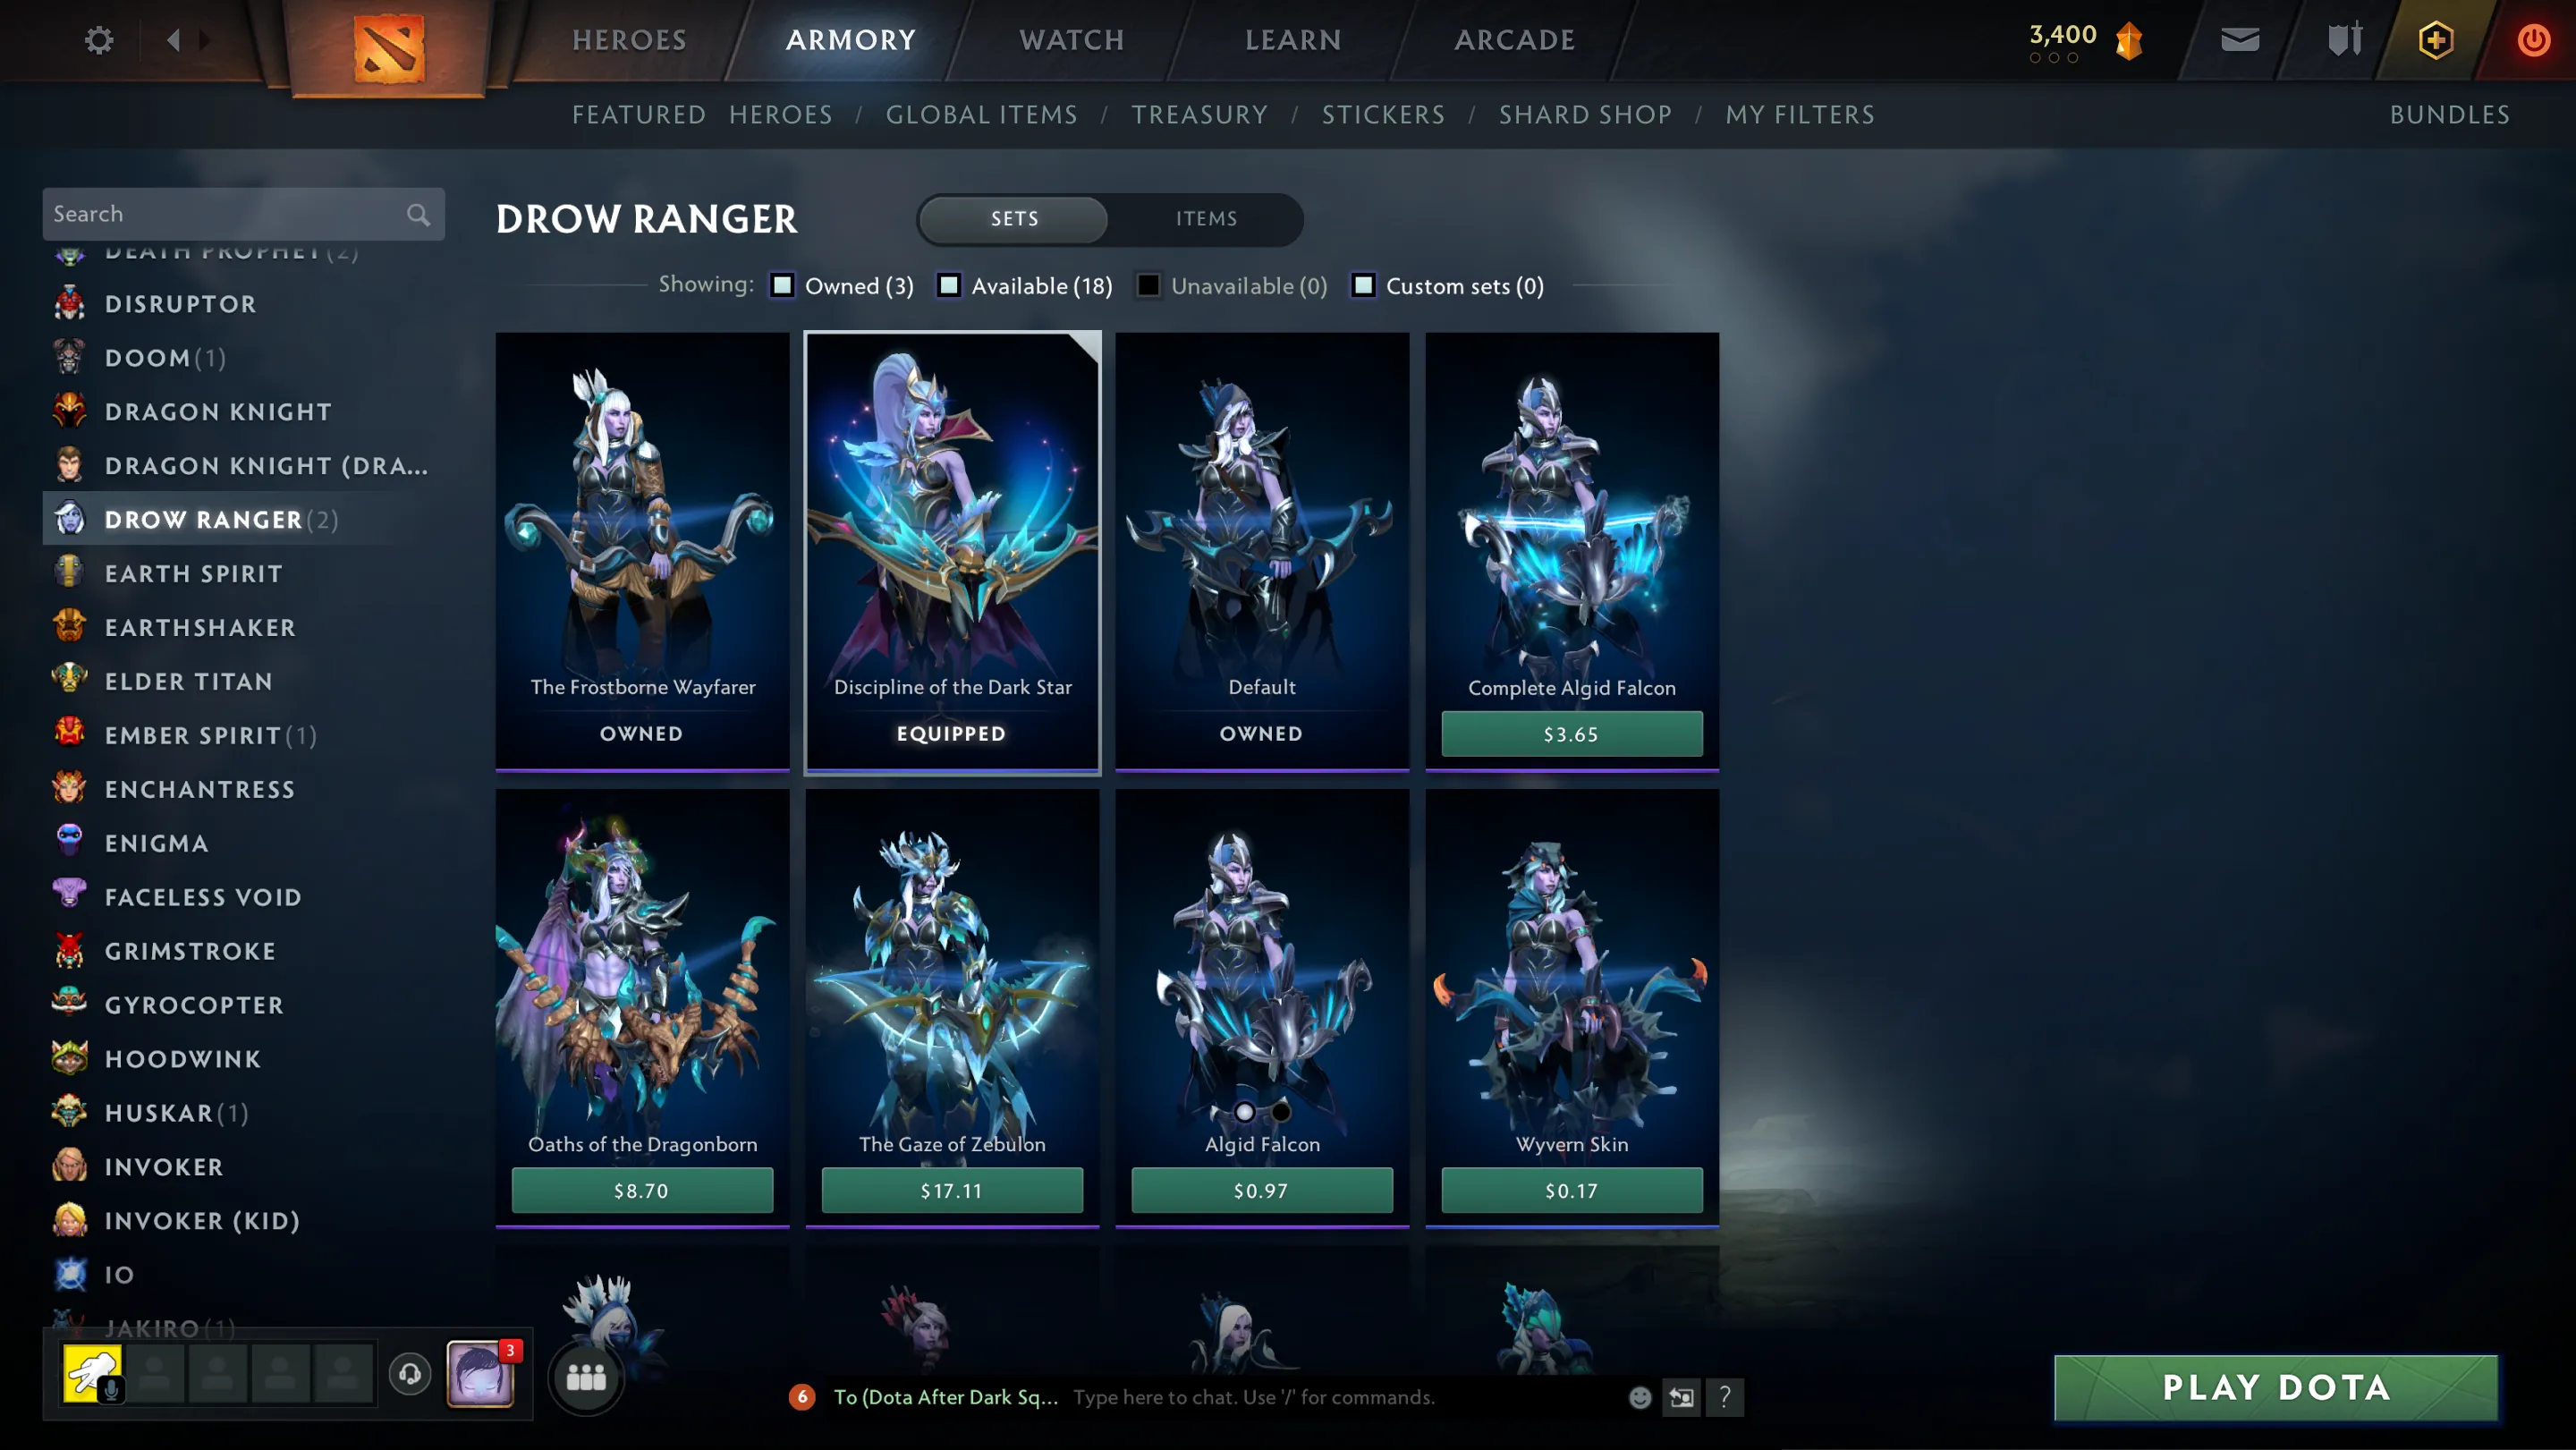 HEROES
ARMORY
WATCH
LEARN
ARCADE
3,400
FEATURED
HEROES / GLOBAL ITEMS / TREASURY / STICKERS / SHARD SHOP / MY FILTERS
BUNDLES
Search
DEATH PROPHET (2)
DISRUPTOR
DOOM (1)
DRAGON KNIGHT
DRAGON KNIGHT (DRA...
DROW RANGER (2)
EARTH SPIRIT
EARTHSHAKER
ELDER TITAN
EMBER SPIRIT (1)
ENCHANTRESS
ENIGMA
FACELESS VOID
GRIMSTROKE
GYROCOPTER
HOODWINK
HUSKAR (1)
INVOKER
INVOKER (KID)
IO
JAKIRO (1)
DROW RANGER
SETS
ITEMS
Showing: Owned (3) Available (18) Unavailable (0) Custom sets (0)
The Frostborne Wayfarer
OWNED
Discipline of the Dark Star
EQUIPPED
Default
OWNED
Complete Algid Falcon
$3.65
Oaths of the Dragonborn
$8.70
The Gaze of Zebulon
$17.11
Algid Falcon
$0.97
Wyvern Skin
$0.17
3
6
To (Dota After Dark Sq... Type here to chat. Use '/' for commands.
?
PLAY DOTA